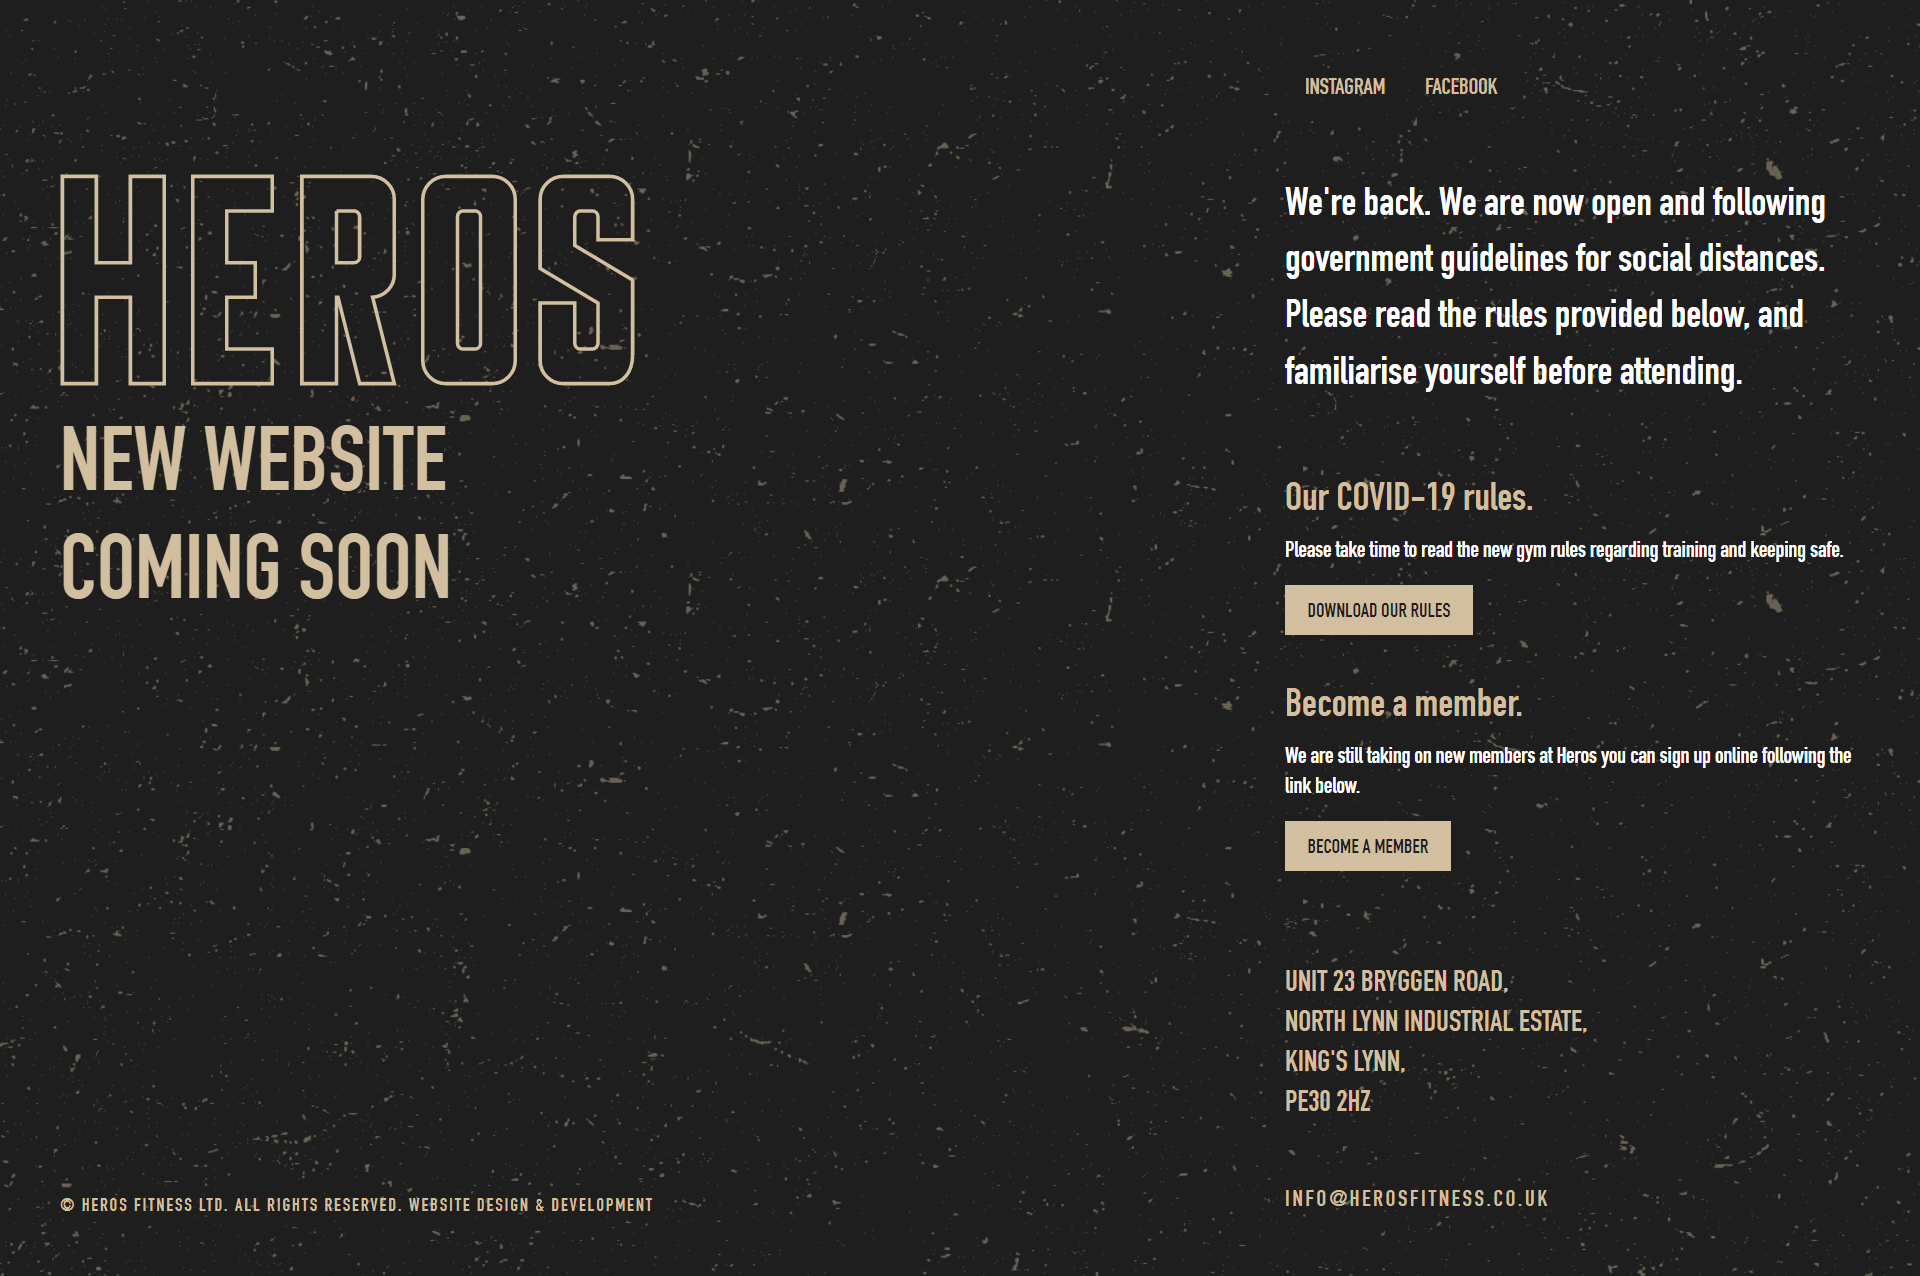 INSTAGRAM FACEBOOK
HEROS
NEW WEBSITE
COMING SOON
We're back. We are now open and following
government guidelines for social distances.
Please read the rules provided below, and
familiarise yourself before attending.
Our COVID-19 rules.
Please take time to read the new gym rules regarding training and keeping safe.
DOWNLOAD OUR RULES
Become a member.
We are still taking on new members at Heros you can sign up online following the
link below.
BECOME A MEMBER
UNIT 23 BRYGGEN ROAD,
NORTH LYNN INDUSTRIAL ESTATE,
KING'S LYNN,
PE30 2HZ
INFO@HEROSFITNESS.CO.UK
© HEROS FITNESS LTD. ALL RIGHTS RESERVED. WEBSITE DESIGN & DEVELOPMENT